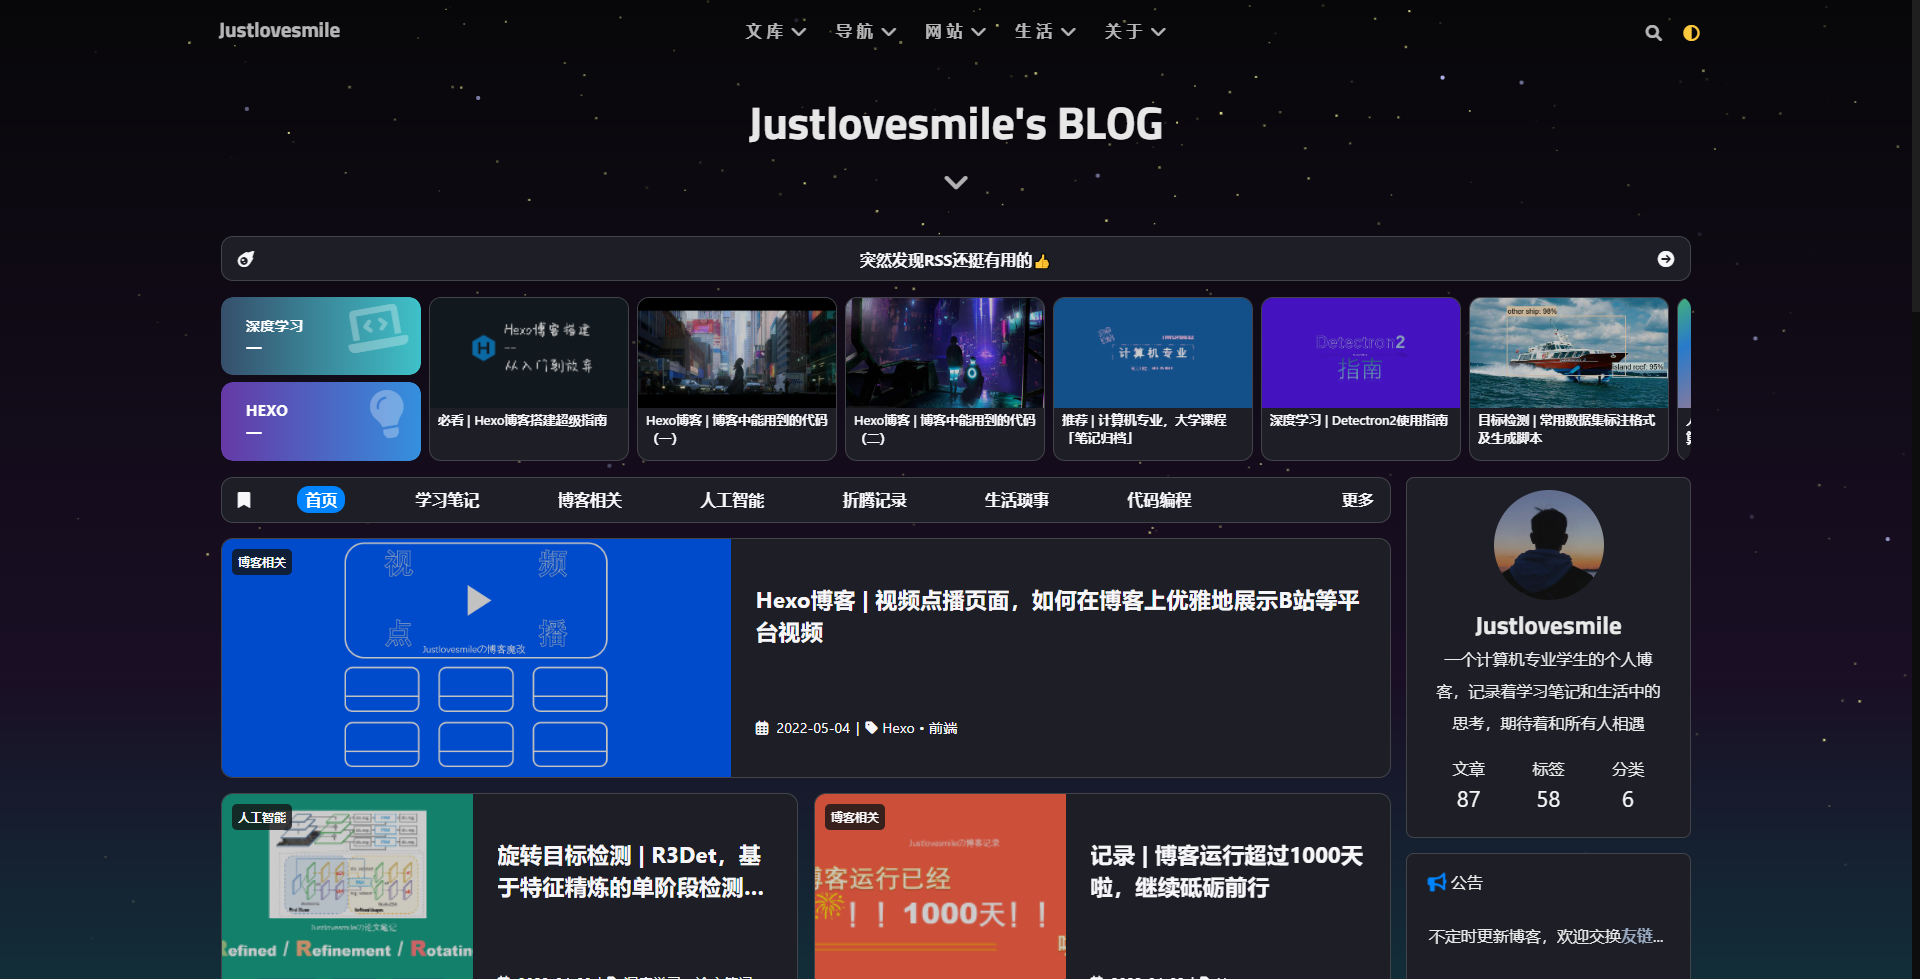 Justlovesmile
文库
导航
网站
生活
关于
Justlovesmile's BLOG
突然发现RSS还挺有用的👍
深度学习
HEXO
Hexo博客搭建
--
从入门到放弃
必看 | Hexo博客搭建超级指南
Hexo博客 | 博客中能用到的代码
(一)
Hexo博客 | 博客中能用到的代码
(二)
计算机专业
推荐 | 计算机专业，大学课程
「笔记归档」
Detectron2
指南
深度学习 | Detectron2使用指南
other ship: 98%
island reef: 95%
目标检测 | 常用数据集标注格式
及生成脚本
首页
学习笔记
博客相关
人工智能
折腾记录
生活琐事
代码编程
更多
博客相关
视 频
点 播
Justlovesmileの博客魔改
Hexo博客 | 视频点播页面，如何在博客上优雅地展示B站等平
台视频
2022-05-04 | Hexo • 前端
人工智能
Justlovesmileの论文笔记
Refined / Refinement / Rotatin
旋转目标检测 | R3Det，基
于特征精炼的单阶段检测...
博客相关
Justlovesmileの博客记录
博客运行已经
！！1000天！！
记录 | 博客运行超过1000天
啦，继续砥砺前行
Justlovesmile
一个计算机专业学生的个人博
客，记录着学习笔记和生活中的
思考，期待着和所有人相遇
文章
标签
分类
87
58
6
公告
不定时更新博客，欢迎交换友链...